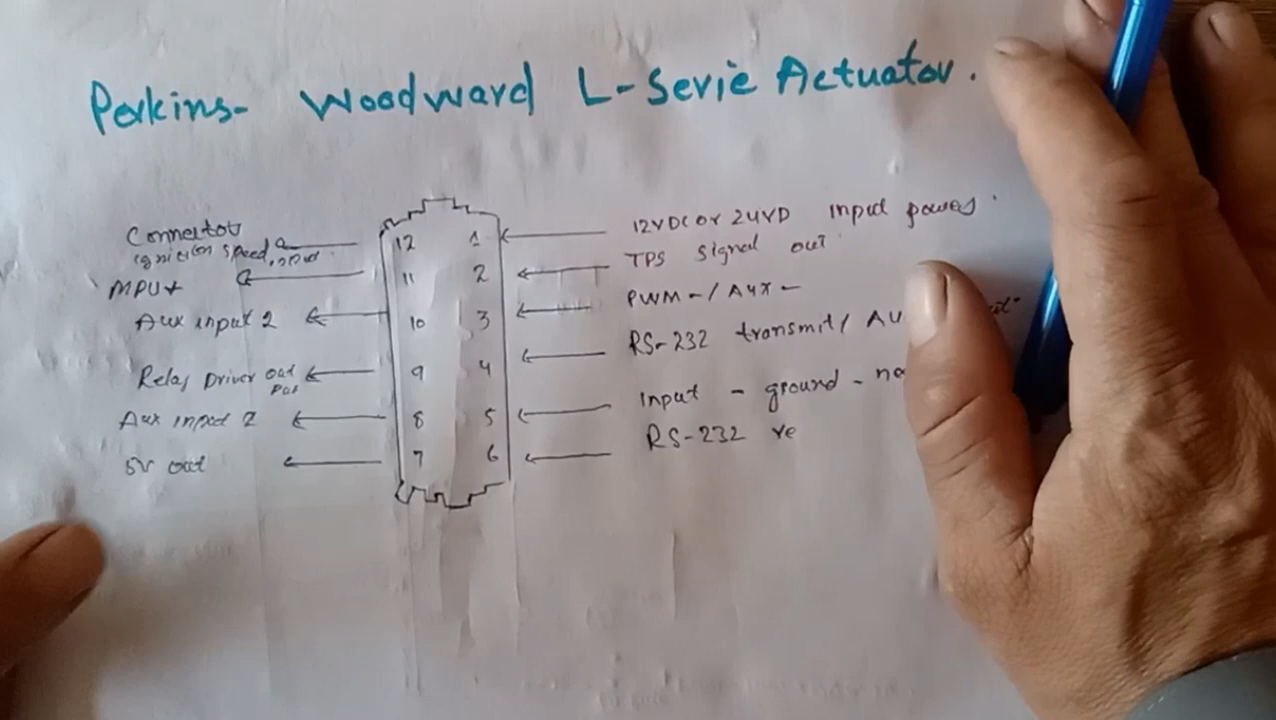 Perkins- Woodward L-Serie Actuator.
Connector
ignition speed
MPU+
Aux input 2
Relay Driver out
Aux inped 2
5V out
12 1
11 2
10 3
9 4
8 5
7 6
12VDC or 24VD Input power.
TPS signal out
PWM - / AUX -
RS-232 transmit/ AU
Input - ground - no
RS-232 re